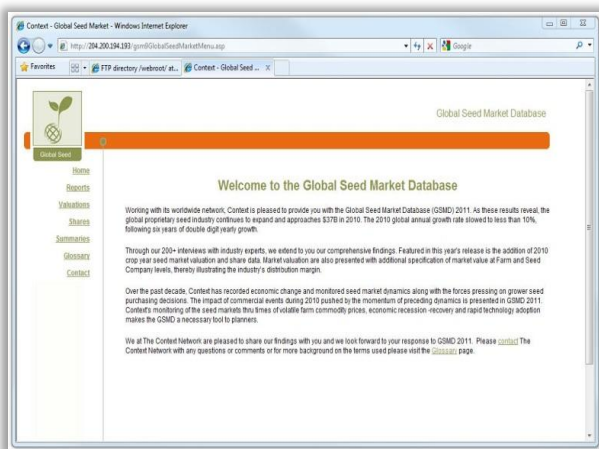 Context - Global Seed Market - Windows Internet Explorer
http://204.200.194.193/gsm9GlobalSeedMarketMenu.asp
Google
Favorites
FTP directory /webroot/ at...
Context - Global Seed ...
Global Seed Market Database
Global Seed
Home
Reports
Valuations
Shares
Summaries
Glossary
Contact
Welcome to the Global Seed Market Database
Working with its worldwide network, Context is pleased to provide you with the Global Seed Market Database (GSMD) 2011. As these results reveal, the
global proprietary seed industry continues to expand and approaches $37B in 2010. The 2010 global annual growth rate slowed to less than 10%,
following six years of double digit yearly growth.
Through our 200+ interviews with industry experts, we extend to you our comprehensive findings. Featured in this year's release is the addition of 2010
crop year seed market valuation and share data. Market valuation are also presented with additional specification of market value at Farm and Seed
Company levels, thereby illustrating the industry's distribution margin.
Over the past decade, Context has recorded economic change and monitored seed market dynamics along with the forces pressing on grower seed
purchasing decisions. The impact of commercial events during 2010 pushed by the momentum of preceding dynamics is presented in GSMD 2011.
Context's monitoring of the seed markets thru times of volatile farm commodity prices, economic recession -recovery and rapid technology adoption
makes the GSMD a necessary tool to planners.
We at The Context Network are pleased to share our findings with you and we look forward to your response to GSMD 2011. Please contact The
Context Network with any questions or comments or for more background on the terms used please visit the Glossary page.